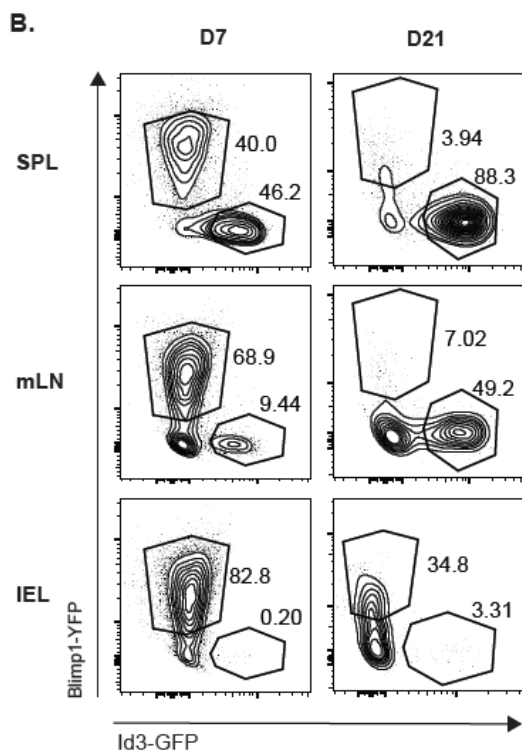 B.
D7
D21
SPL
40.0
46.2
3.94
88.3
mLN
68.9
9.44
7.02
49.2
IEL
82.8
0.20
34.8
3.31
Blimp1-YFP
Id3-GFP